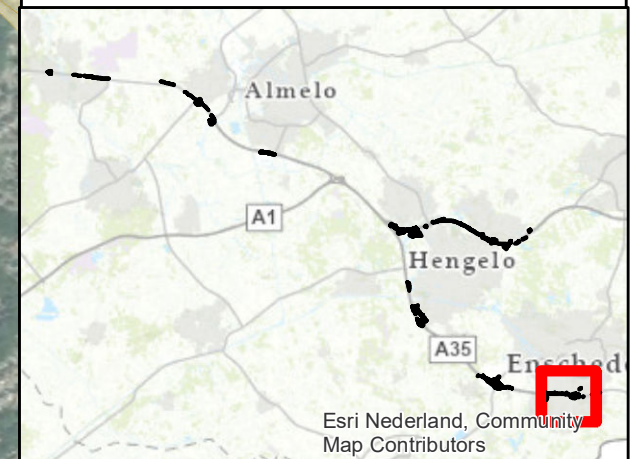 Almelo
A1
Hengelo
A35
Enschede
Esri Nederland, Community
Map Contributors